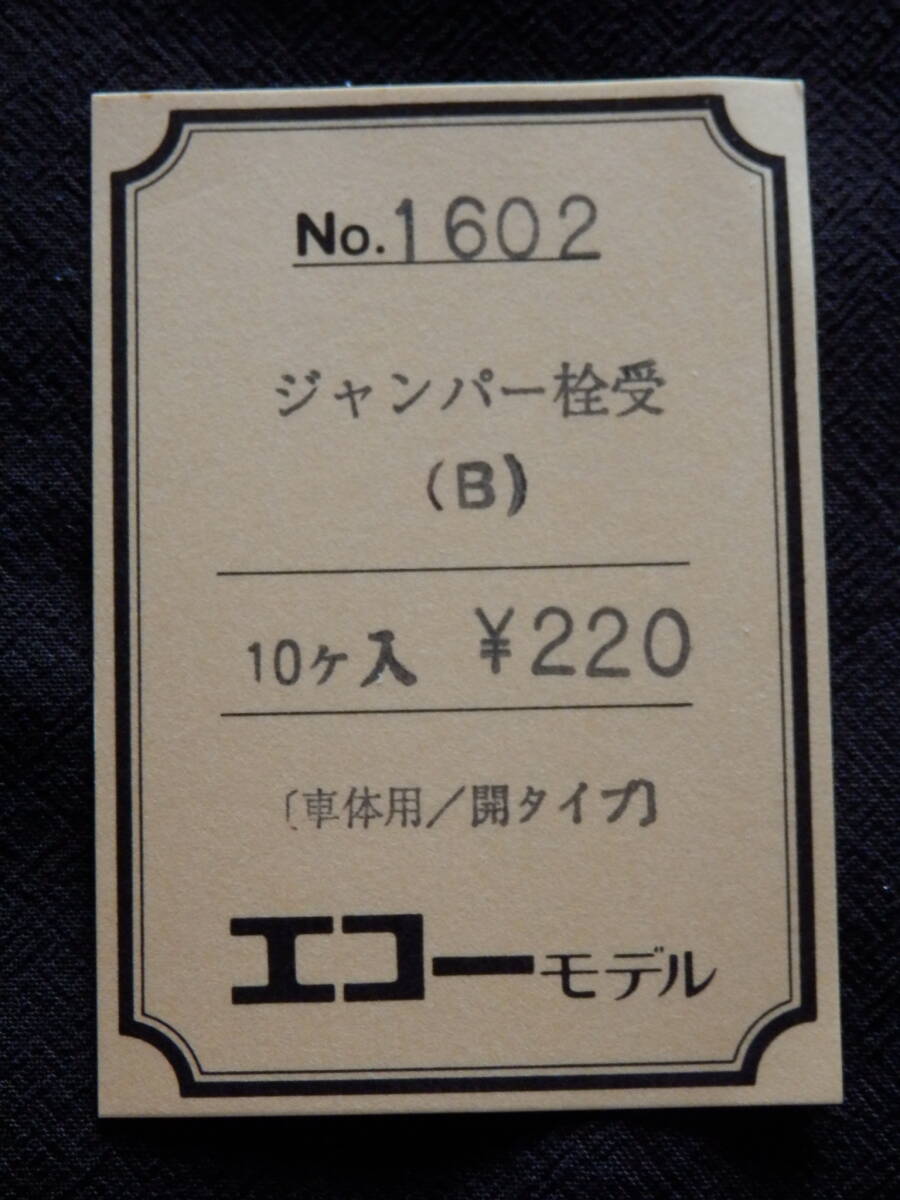 No.1602
ジャンパー栓受
(B)
10ヶ入 ¥220
〔車体用/開タイプ〕
エコーモデル